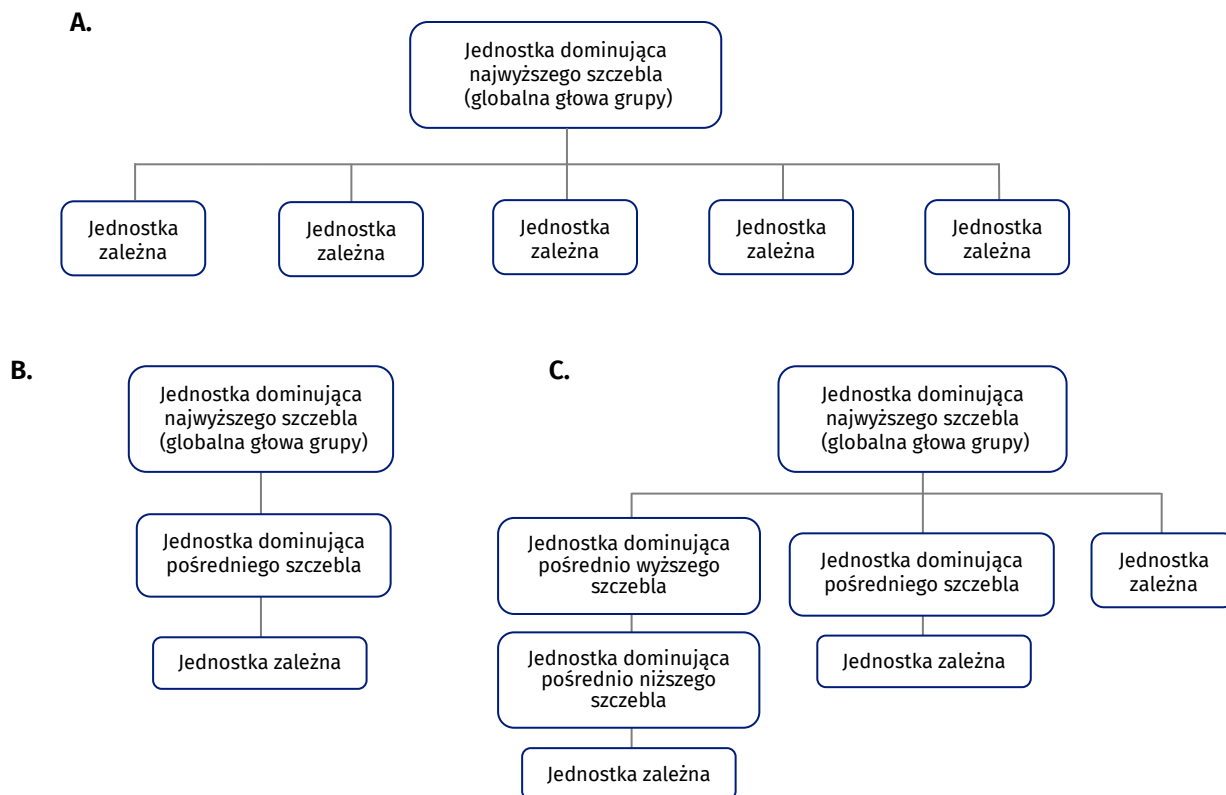 A.
Jednostka dominująca
najwyższego szczebla
(globalna głowa grupy)
Jednostka
zależna
Jednostka
zależna
Jednostka
zależna
Jednostka
zależna
Jednostka
zależna
B.
Jednostka dominująca
najwyższego szczebla
(globalna głowa grupy)
Jednostka dominująca
pośredniego szczebla
Jednostka zależna
C.
Jednostka dominująca
najwyższego szczebla
(globalna głowa grupy)
Jednostka dominująca
pośrednio wyższego
szczebla
Jednostka dominująca
pośredniego szczebla
Jednostka
zależna
Jednostka dominująca
pośrednio niższego
szczebla
Jednostka zależna
Jednostka zależna